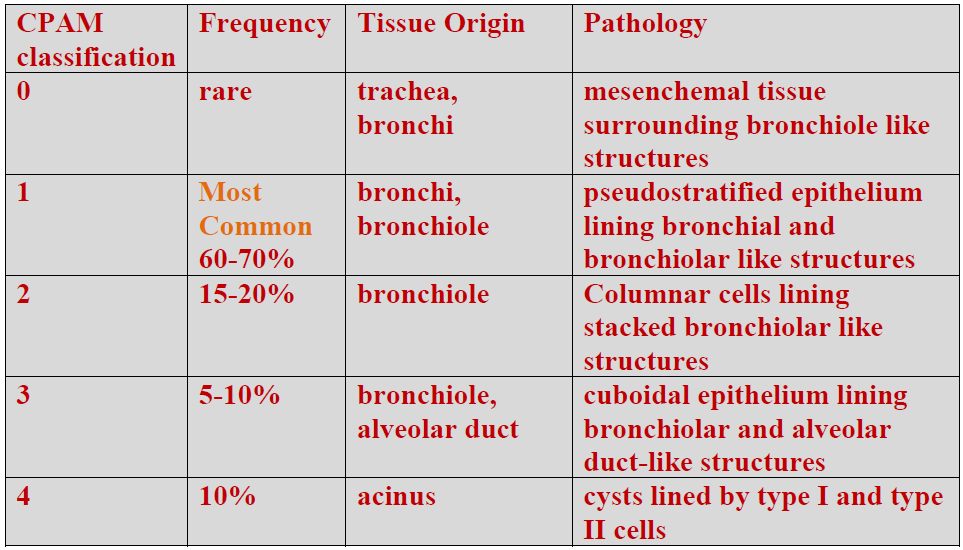 CPAM classification Frequency Tissue Origin Pathology
0 rare trachea, bronchi mesenchemal tissue surrounding bronchiole like structures
1 Most Common 60-70% bronchi, bronchiole pseudostratified epithelium lining bronchial and bronchiolar like structures
2 15-20% bronchiole Columnar cells lining stacked bronchiolar like structures
3 5-10% bronchiole, alveolar duct cuboidal epithelium lining bronchiolar and alveolar duct-like structures
4 10% acinus cysts lined by type I and type II cells